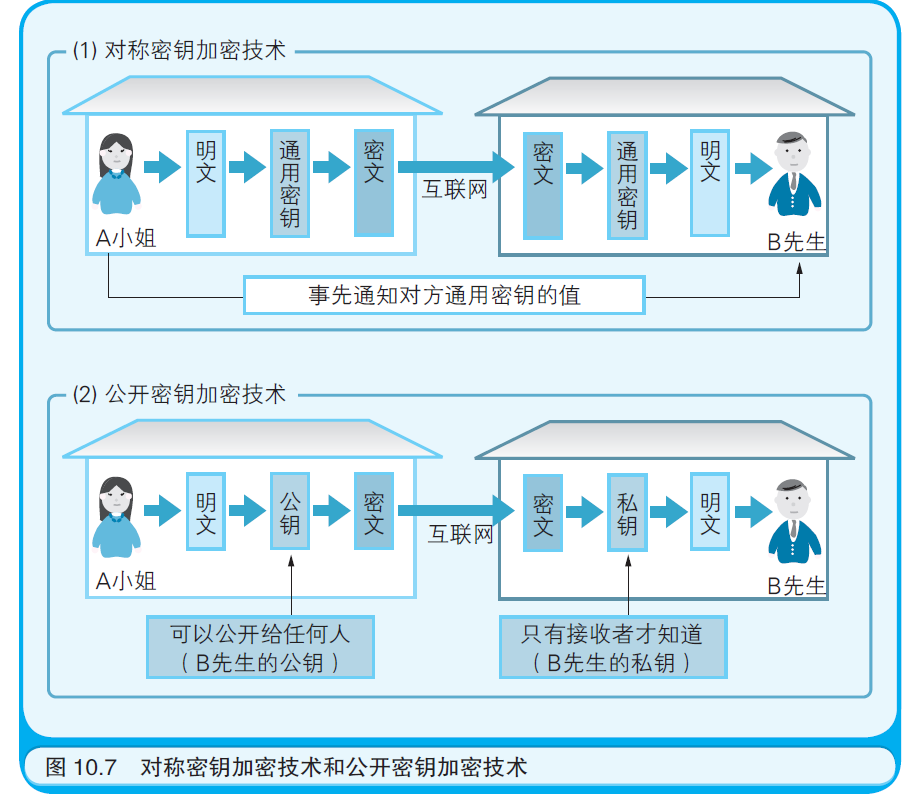 (1) 对称密钥加密技术
明文
通用密钥
密文
互联网
密文
通用密钥
明文
A小姐
B先生
事先通知对方通用密钥的值
(2) 公开密钥加密技术
明文
公钥
密文
互联网
密文
私钥
明文
A小姐
B先生
可以公开给任何人
(B先生的公钥)
只有接收者才知道
(B先生的私钥)
图 10.7 对称密钥加密技术和公开密钥加密技术